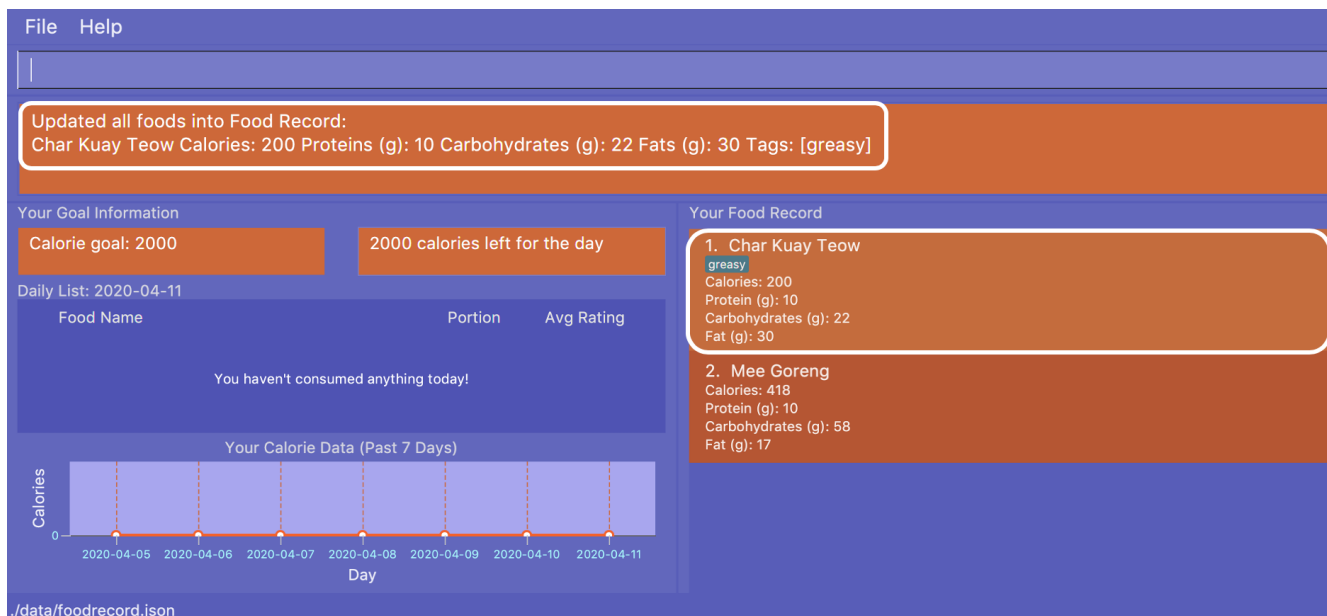 File Help
Updated all foods into Food Record:
Char Kuay Teow Calories: 200 Proteins (g): 10 Carbohydrates (g): 22 Fats (g): 30 Tags: [greasy]
Your Goal Information
Calorie goal: 2000
2000 calories left for the day
Daily List: 2020-04-11
Food Name Portion Avg Rating
You haven't consumed anything today!
Your Calorie Data (Past 7 Days)
Calories
0
2020-04-05 2020-04-06 2020-04-07 2020-04-08 2020-04-09 2020-04-10 2020-04-11
Day
Your Food Record
1. Char Kuay Teow
greasy
Calories: 200
Protein (g): 10
Carbohydrates (g): 22
Fat (g): 30
2. Mee Goreng
Calories: 418
Protein (g): 10
Carbohydrates (g): 58
Fat (g): 17
./data/foodrecord.json